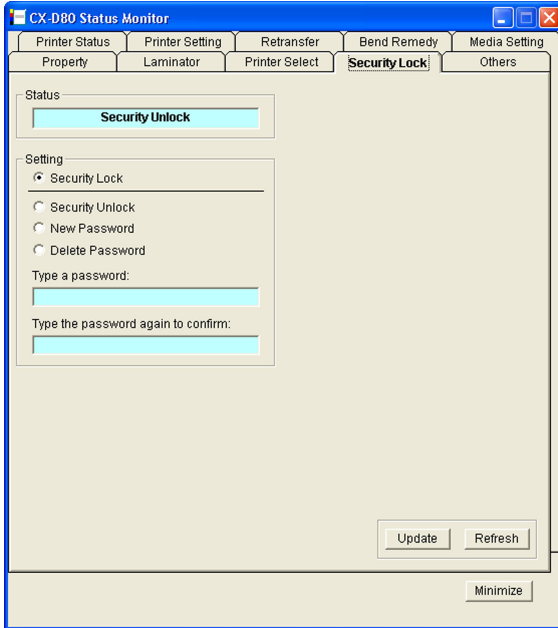 CX-D80 Status Monitor
Printer Status Printer Setting Retransfer Bend Remedy Media Setting
Property Laminator Printer Select Security Lock Others
Status
Security Unlock
Setting
Security Lock
Security Unlock
New Password
Delete Password
Type a password:
Type the password again to confirm:
Update Refresh
Minimize